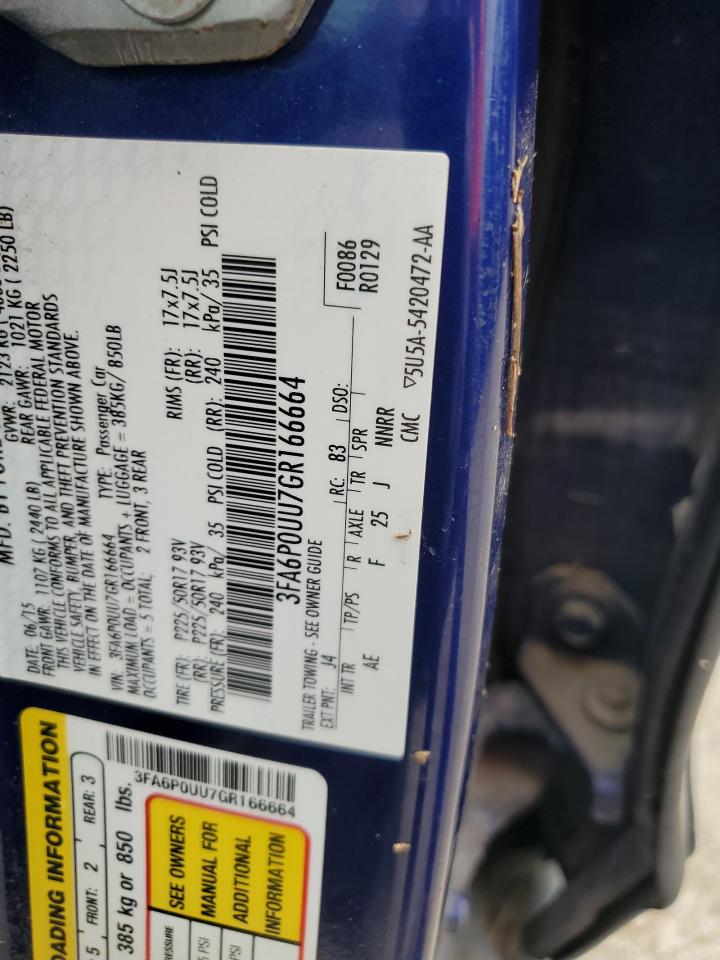 MFD. BY FORD
DATE: 06/15 GVWR: 2123 KG
FRONT GAWR: 1107 KG ( 2440 LB) REAR GAWR: 1021 KG ( 2250 LB)
THIS VEHICLE CONFORMS TO ALL APPLICABLE FEDERAL MOTOR
VEHICLE SAFETY, BUMPER, AND THEFT PREVENTION STANDARDS
IN EFFECT ON THE DATE OF MANUFACTURE SHOWN ABOVE.
VIN: 3FA6P0UU7GR166664 TYPE: Passenger Car
MAXIMUM LOAD = OCCUPANTS + LUGGAGE = 385KG/ 850LB
OCCUPANTS = 5 TOTAL: 2 FRONT, 3 REAR
TIRE (FR): P225/50R17 93V RIMS (FR): 17x7.5J
(RR): P225/50R17 93V (RR): 17x7.5J
PRESSURE (FR): 240 kPa/ 35 PSI COLD (RR): 240 kPa/ 35 PSI COLD
3FA6P0UU7GR166664
TRAILER TOWING - SEE OWNER GUIDE
F0086
R0129
EXT PNT: J4 RC: B3 DSO:
INT TR TP/PS R AXLE TR SPR
AE F 25 J NNRR
CMC ▽5U5A-5420472-AA
LOADING INFORMATION
5 FRONT: 2 REAR: 3
385 kg or 850 lbs.
3FA6P0UU7GR166664
SEE OWNERS
MANUAL FOR
ADDITIONAL
INFORMATION
PRESSURE
PSI
PSI